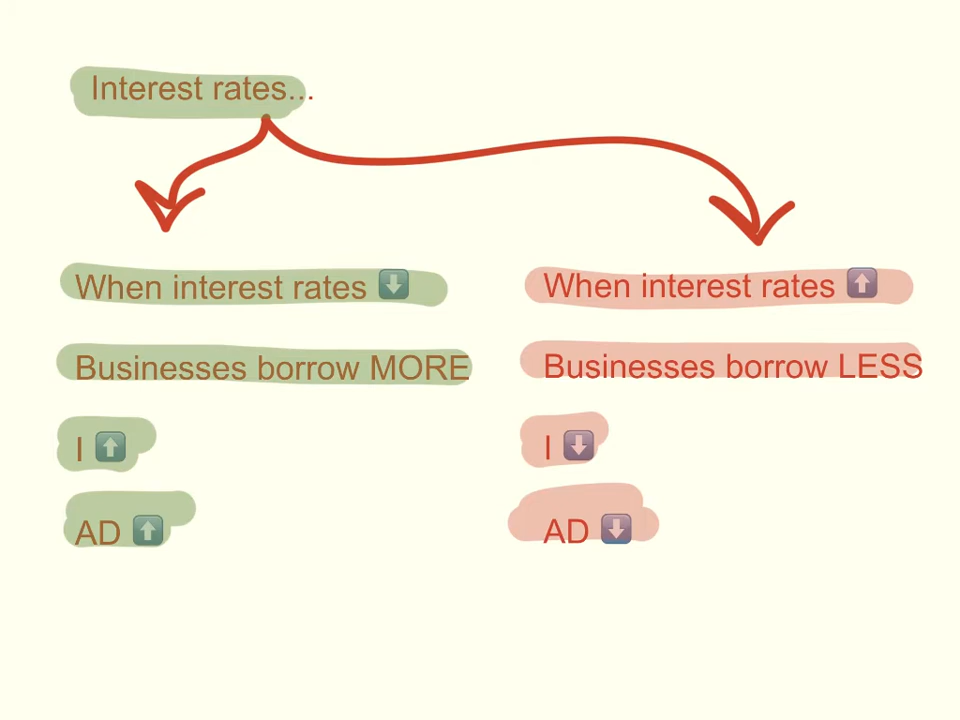 Interest rates...
When interest rates ⬇️
Businesses borrow MORE
I ⬆️
AD ⬆️
When interest rates ⬆️
Businesses borrow LESS
I ⬇️
AD ⬇️